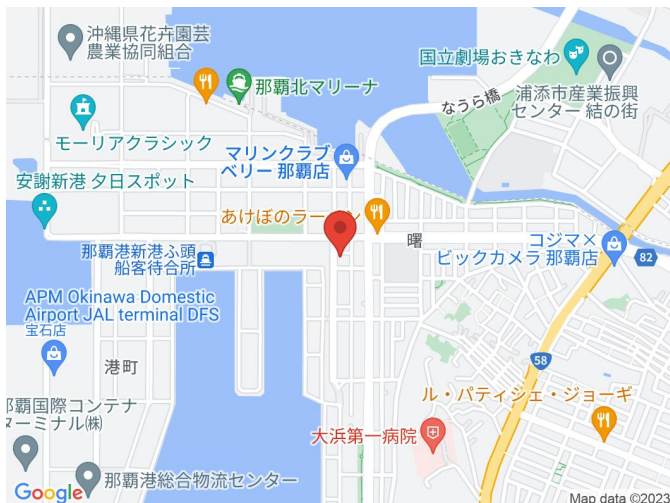 沖縄県花卉園芸
農業協同組合
那覇北マリーナ
国立劇場おきなわ
浦添市産業振興
センター 結の街
なうら橋
モーリアクラシック
マリンクラブ
ベリー 那覇店
安謝新港 夕日スポット
あけぼのラーメン
曙
コジマ×
ビックカメラ 那覇店
82
那覇港新港ふ頭
船客待合所
APM Okinawa Domestic
Airport JAL terminal DFS
宝石店
港町
58
ル・パティシェ・ジョーギ
那覇国際コンテナ
ターミナル㈱
大浜第一病院
那覇港総合物流センター
Google
Map data ©2023